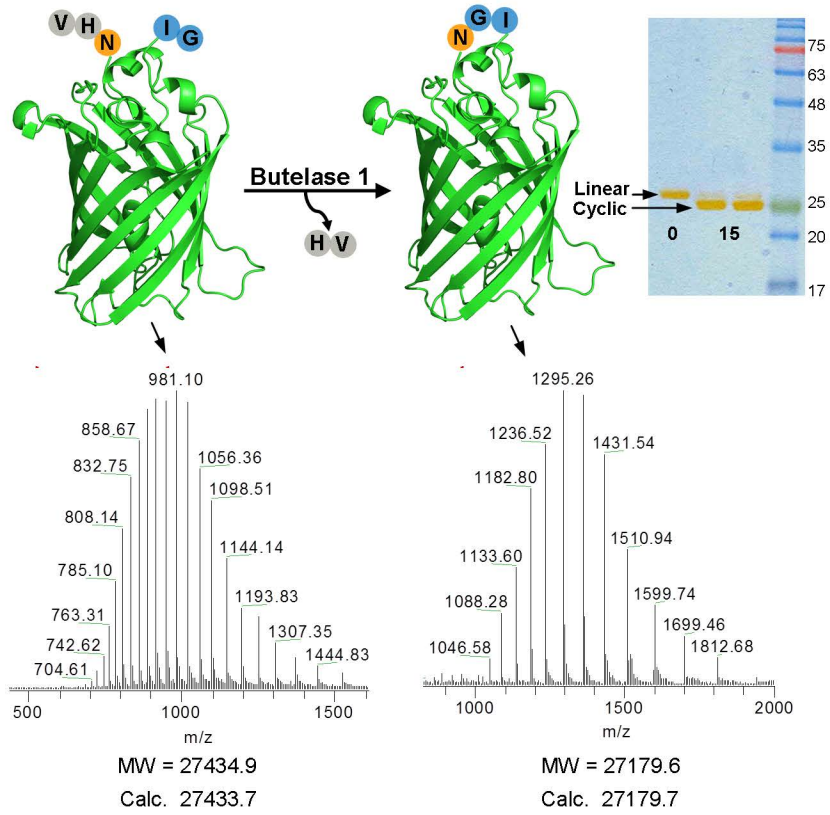 V H N I G
N G I
Butelase 1
H V
Linear
Cyclic
0 15
75
63
48
35
25
20
17
981.10
858.67
832.75
808.14
785.10
763.31
742.62
704.61
1056.36
1098.51
1144.14
1193.83
1307.35
1444.83
500 1000 1500
m/z
MW = 27434.9
Calc. 27433.7
1295.26
1236.52
1182.80
1133.60
1088.28
1046.58
1431.54
1510.94
1599.74
1699.46
1812.68
1000 1500 2000
m/z
MW = 27179.6
Calc. 27179.7